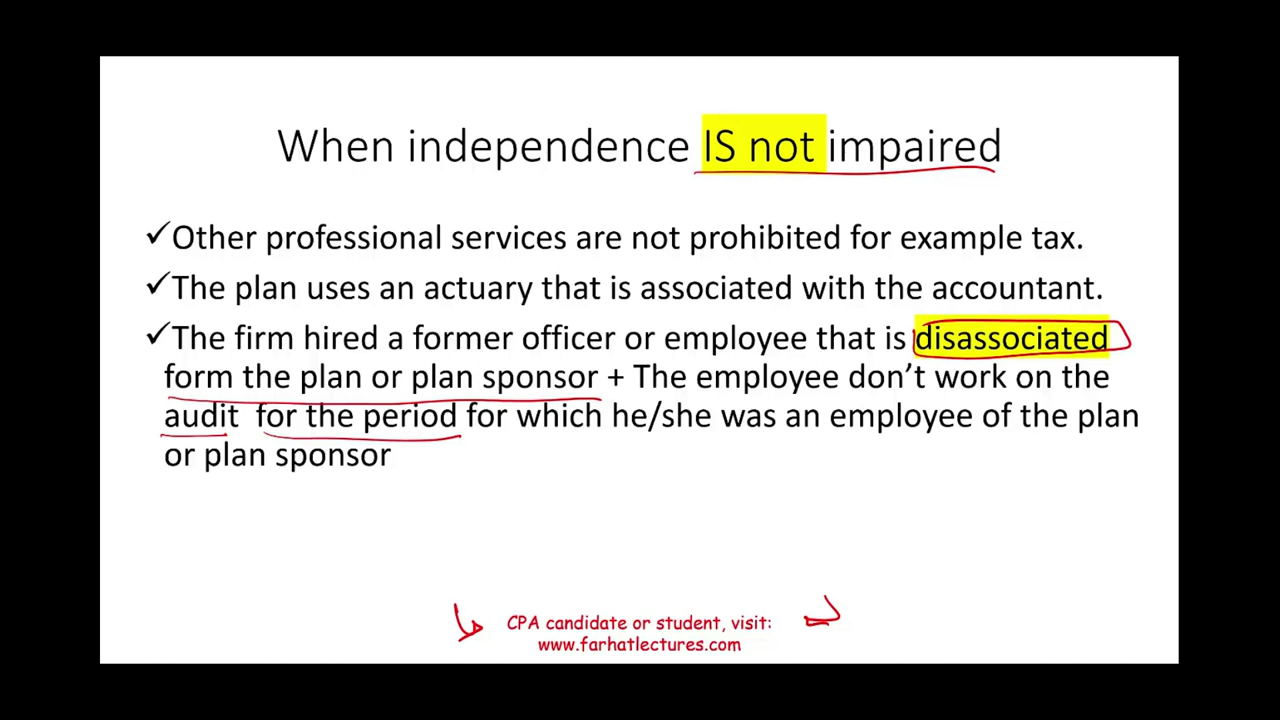 When independence IS not impaired
✓Other professional services are not prohibited for example tax.
✓The plan uses an actuary that is associated with the accountant.
✓The firm hired a former officer or employee that is disassociated
form the plan or plan sponsor + The employee don’t work on the
audit for the period for which he/she was an employee of the plan
or plan sponsor
CPA candidate or student, visit:
www.farhatlectures.com